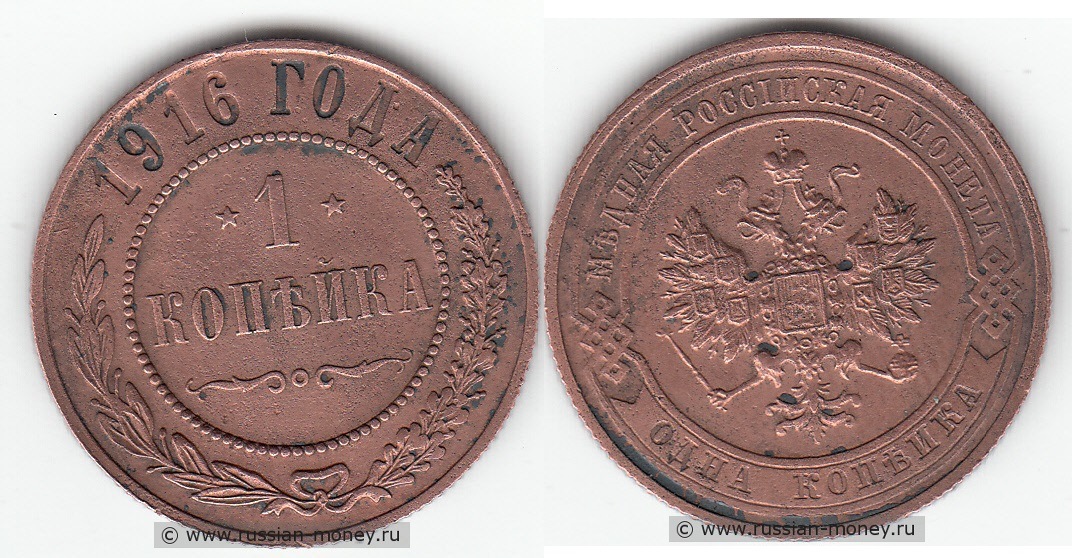 1916 ГОДА
1
КОПѢЙКА
МѢДНАЯ РОССІЙСКАЯ МОНЕТА
ОДНА КОПѢЙКА
© www.russian-money.ru
© www.russian-money.ru